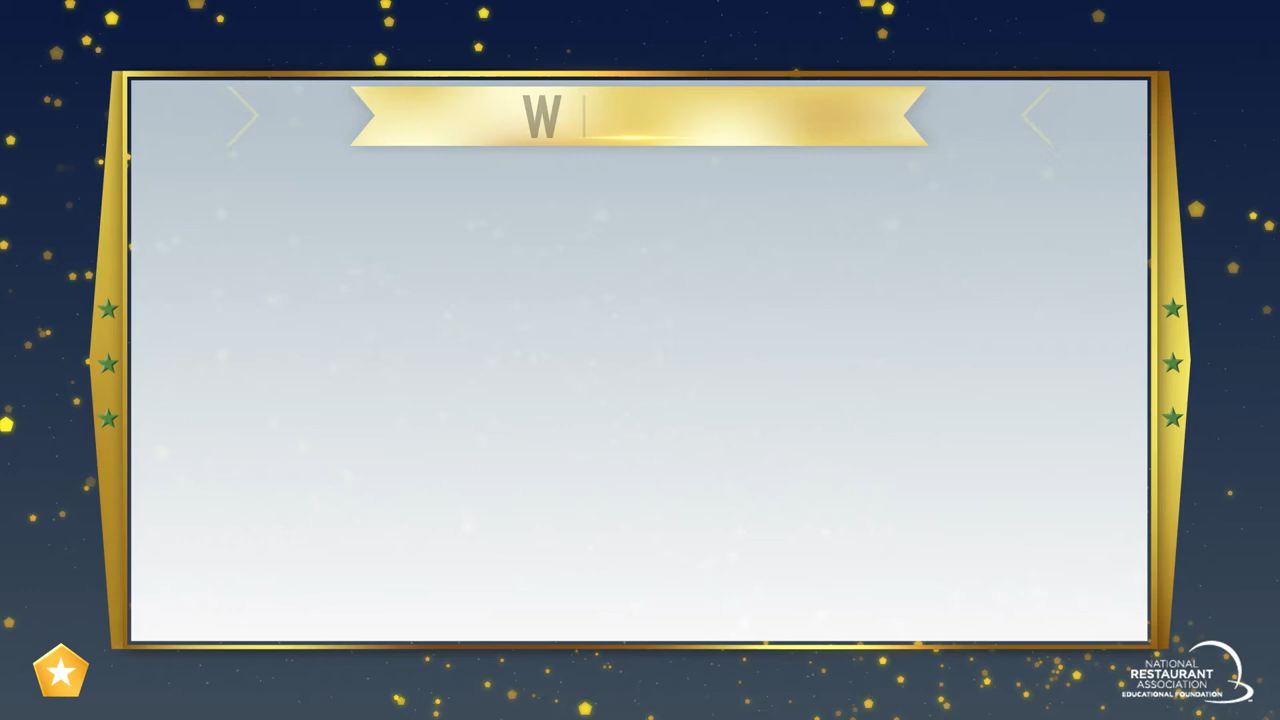 W
NATIONAL
RESTAURANT
ASSOCIATION
EDUCATIONAL FOUNDATION